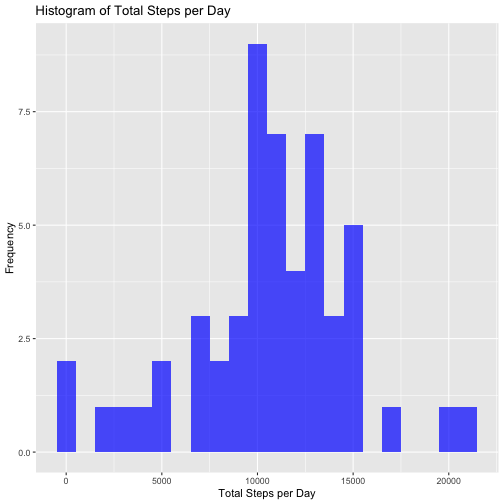 Histogram of Total Steps per Day
7.5
5.0
2.5
0.0
Frequency
0 5000 10000 15000 20000
Total Steps per Day